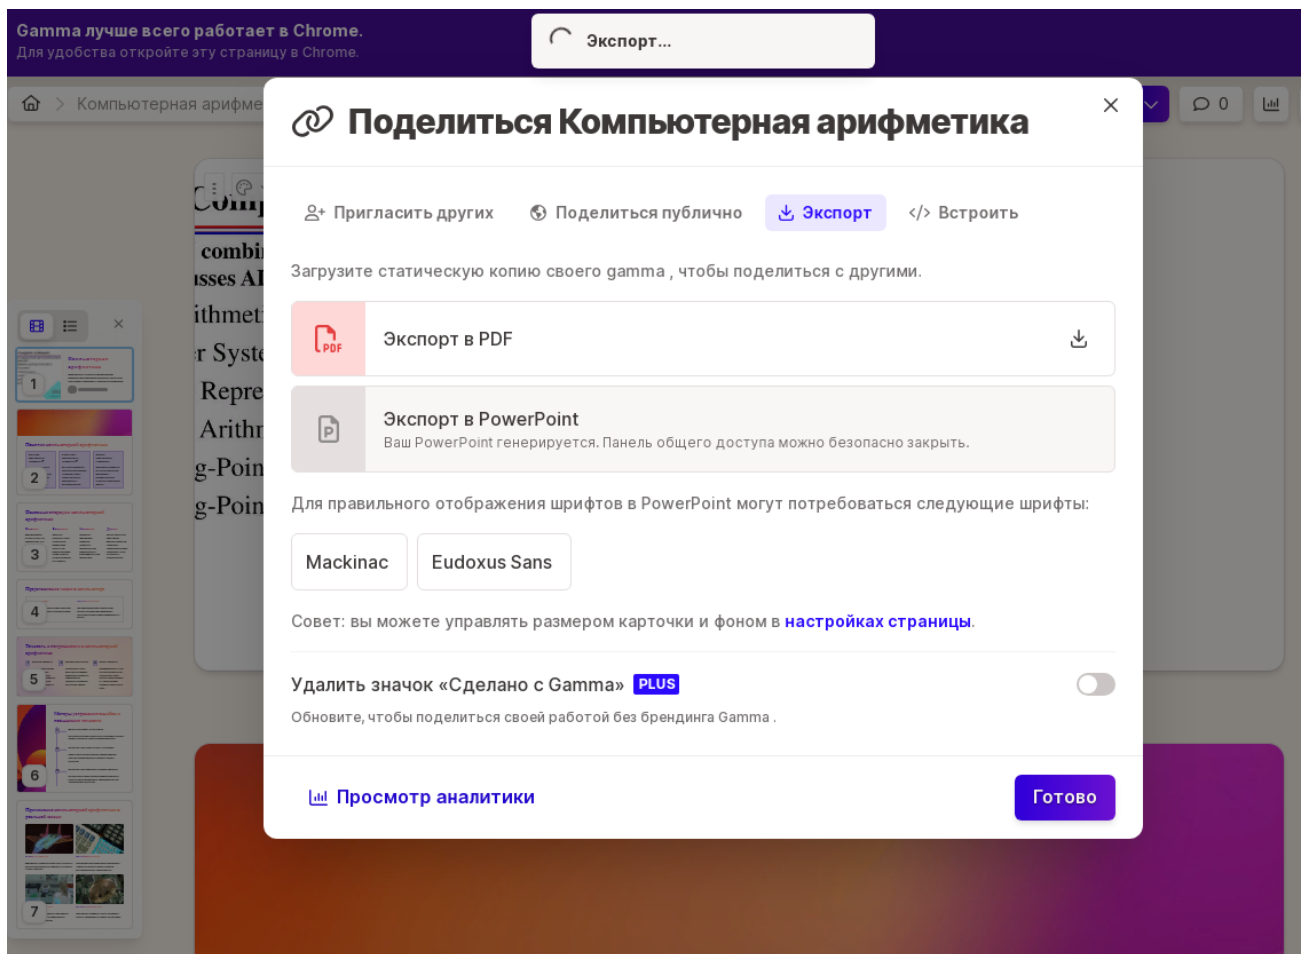 Gamma лучше всего работает в Chrome.
Для удобства откройте эту страницу в Chrome.
Экспорт...
Компьютерная арифме
0
Поделиться Компьютерная арифметика
Пригласить других
Поделиться публично
Экспорт
</> Встроить
Загрузите статическую копию своего gamma , чтобы поделиться с другими.
PDF
Экспорт в PDF
P
Экспорт в PowerPoint
Ваш PowerPoint генерируется. Панель общего доступа можно безопасно закрыть.
Для правильного отображения шрифтов в PowerPoint могут потребоваться следующие шрифты:
Mackinac
Eudoxus Sans
Совет: вы можете управлять размером карточки и фоном в настройках страницы.
Удалить значок «Сделано с Gamma» PLUS
Обновите, чтобы поделиться своей работой без брендинга Gamma .
Просмотр аналитики
Готово
Comp
combi
usses AI
ithmet
r Syste
Repre
Arithr
g-Poin
g-Poin
1
2
3
4
5
6
7